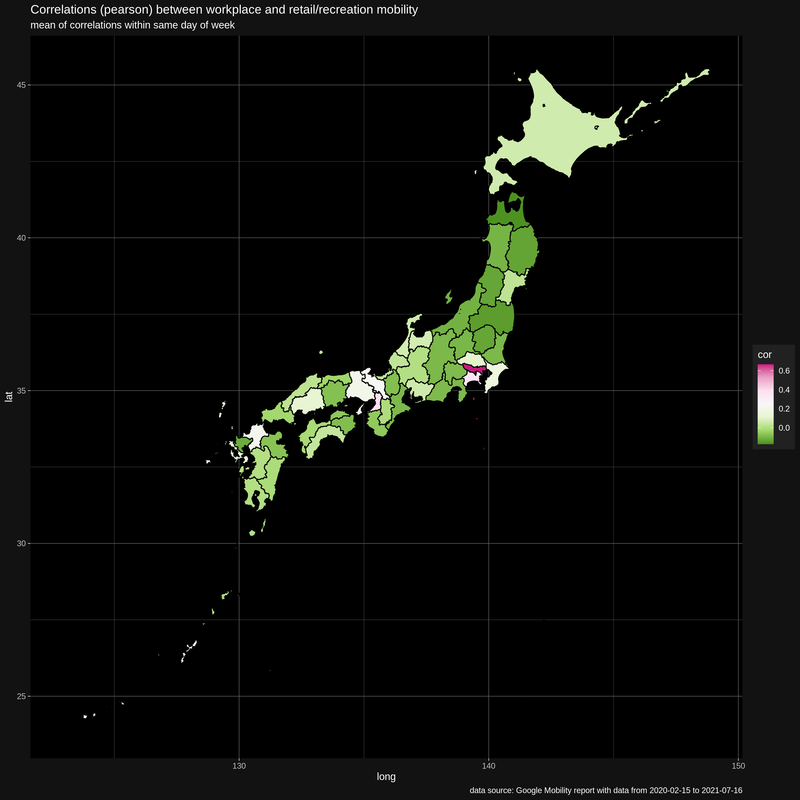 Correlations (pearson) between workplace and retail/recreation mobility
mean of correlations within same day of week
45
40
35
30
25
lat
130
140
150
long
cor
0.6
0.4
0.2
0.0
data source: Google Mobility report with data from 2020-02-15 to 2021-07-16